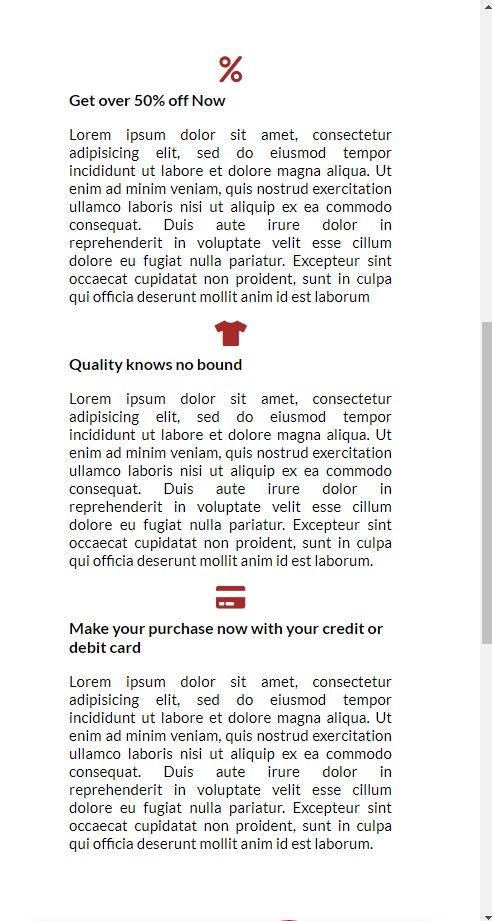 %
Get over 50% off Now
Lorem ipsum dolor sit amet, consectetur
adipisicing elit, sed do eiusmod tempor
incididunt ut labore et dolore magna aliqua. Ut
enim ad minim veniam, quis nostrud exercitation
ullamco laboris nisi ut aliquip ex ea commodo
consequat. Duis aute irure dolor in
reprehenderit in voluptate velit esse cillum
dolore eu fugiat nulla pariatur. Excepteur sint
occaecat cupidatat non proident, sunt in culpa
qui officia deserunt mollit anim id est laborum
Quality knows no bound
Lorem ipsum dolor sit amet, consectetur
adipisicing elit, sed do eiusmod tempor
incididunt ut labore et dolore magna aliqua. Ut
enim ad minim veniam, quis nostrud exercitation
ullamco laboris nisi ut aliquip ex ea commodo
consequat. Duis aute irure dolor in
reprehenderit in voluptate velit esse cillum
dolore eu fugiat nulla pariatur. Excepteur sint
occaecat cupidatat non proident, sunt in culpa
qui officia deserunt mollit anim id est laborum.
Make your purchase now with your credit or
debit card
Lorem ipsum dolor sit amet, consectetur
adipisicing elit, sed do eiusmod tempor
incididunt ut labore et dolore magna aliqua. Ut
enim ad minim veniam, quis nostrud exercitation
ullamco laboris nisi ut aliquip ex ea commodo
consequat. Duis aute irure dolor in
reprehenderit in voluptate velit esse cillum
dolore eu fugiat nulla pariatur. Excepteur sint
occaecat cupidatat non proident, sunt in culpa
qui officia deserunt mollit anim id est laborum.